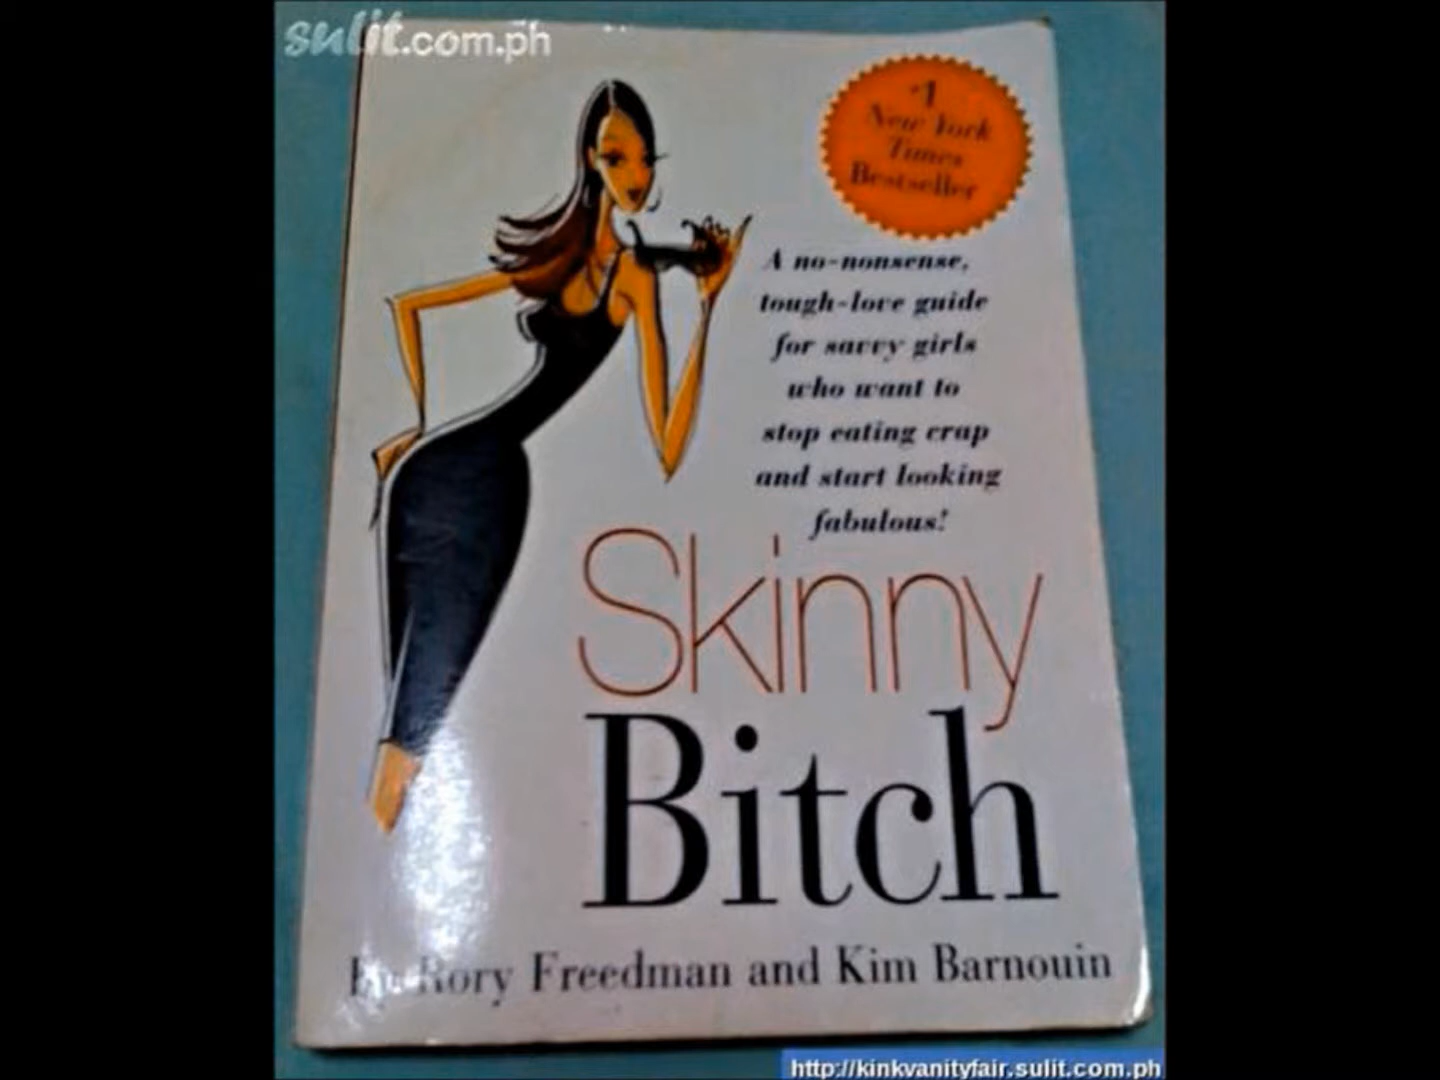 sulit.com.ph
#1
New York
Times
Bestseller
A no-nonsense,
tough-love guide
for savvy girls
who want to
stop eating crap
and start looking
fabulous!
Skinny
Bitch
By Rory Freedman and Kim Barnouin
http://kinkvanityfair.sulit.com.ph